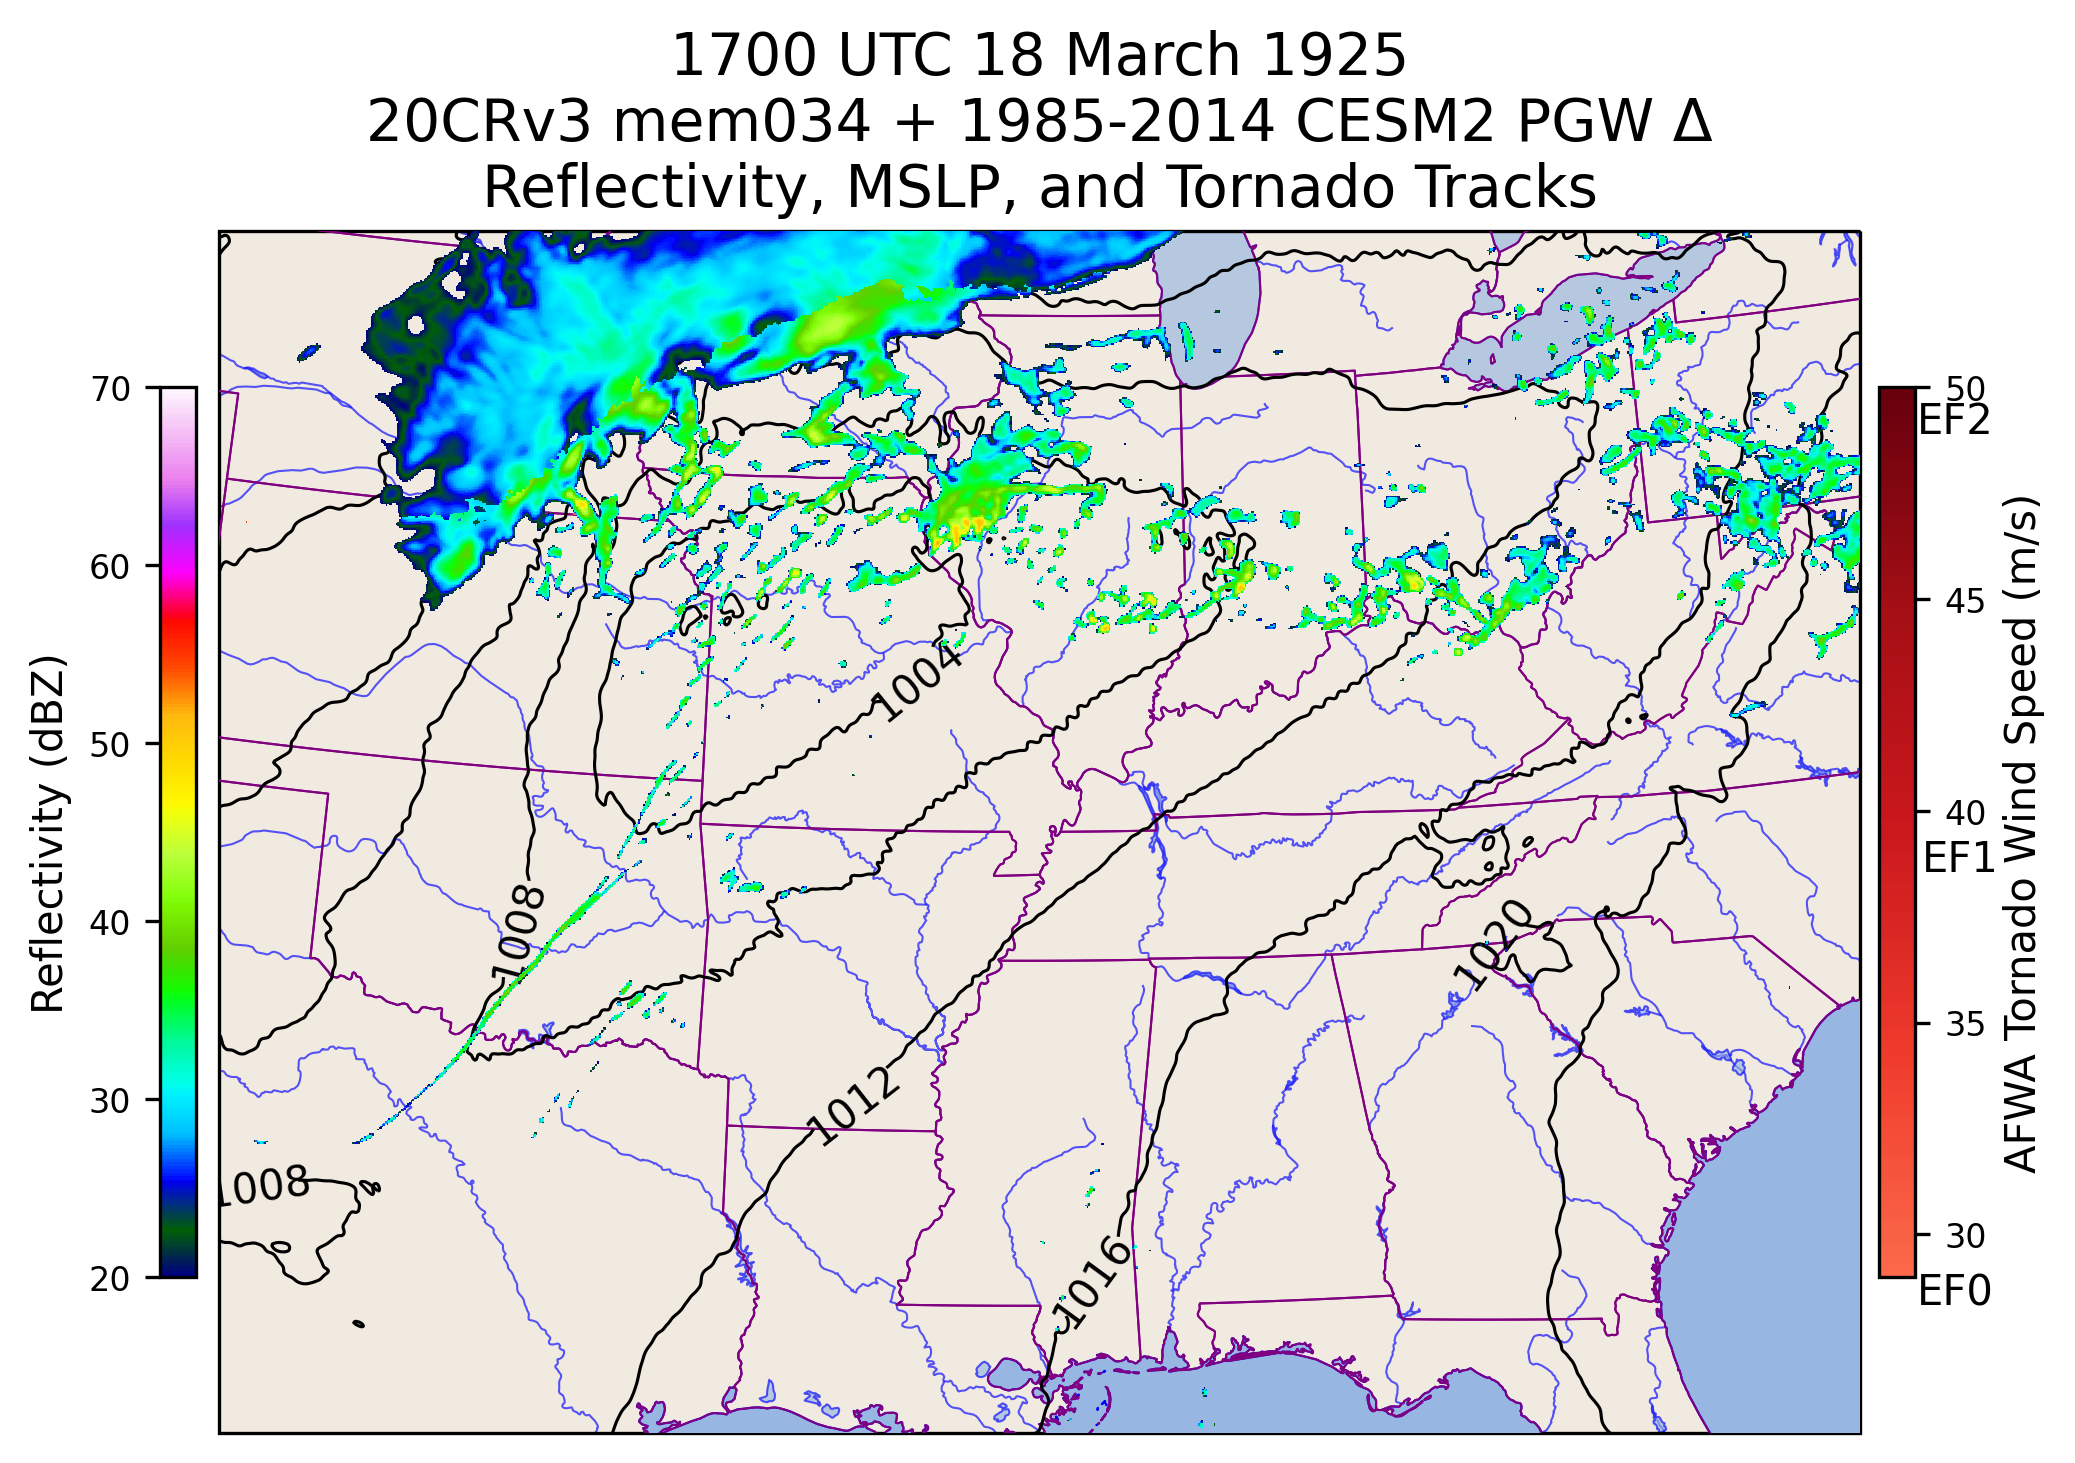 1700 UTC 18 March 1925
20CRv3 mem034 + 1985-2014 CESM2 PGW Δ
Reflectivity, MSLP, and Tornado Tracks
Reflectivity (dBZ)
70
60
50
40
30
20
1004
1008
1020
1012
1008
1016
50
EF2
45
40
EF1
35
30
EF0
AFWA Tornado Wind Speed (m/s)